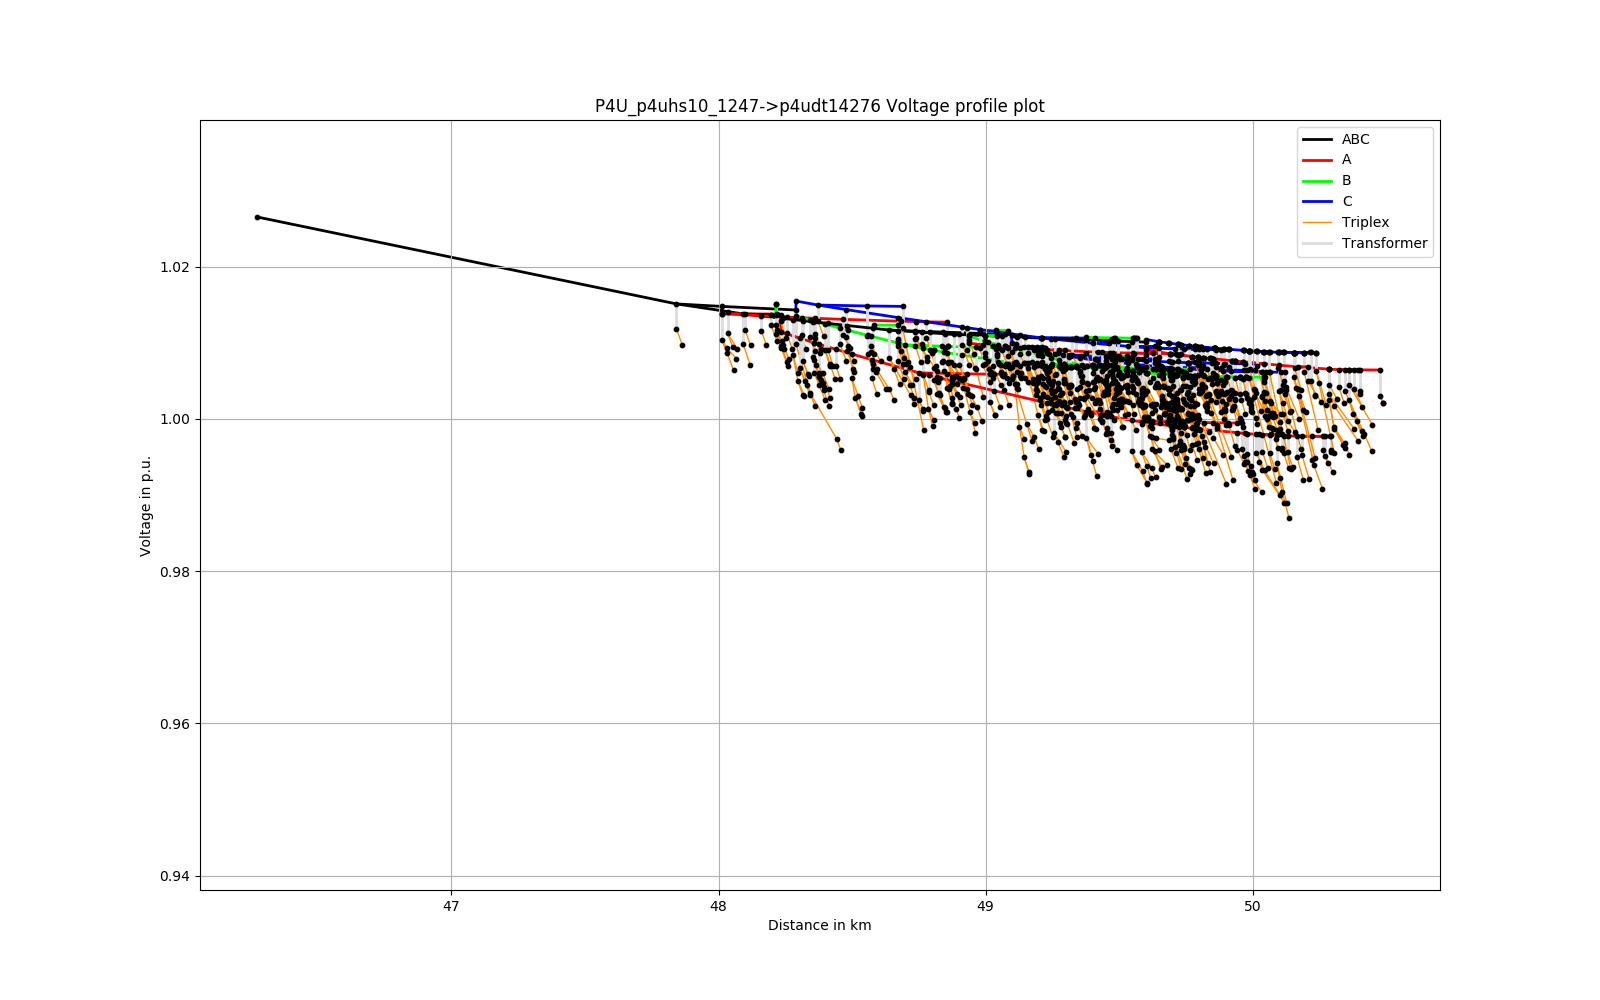 P4U_p4uhs10_1247->p4udt14276 Voltage profile plot
ABC
A
B
C
Triplex
Transformer
1.02
1.00
0.98
0.96
0.94
Voltage in p.u.
47
48
49
50
Distance in km